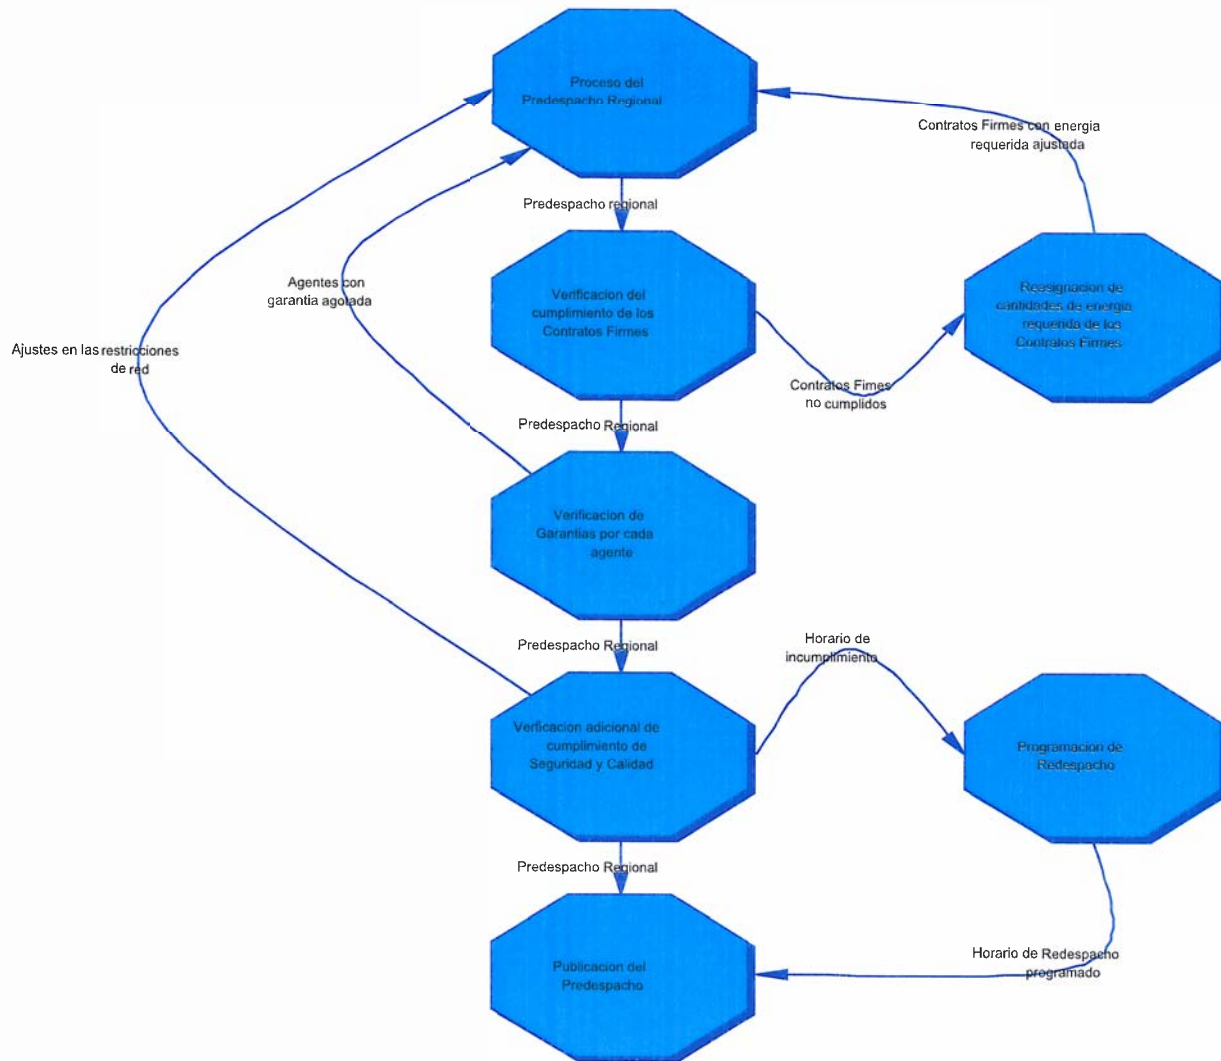 Proceso del
Predespacho Regional
Contratos Firmes con energia
requerida ajustada
Predespacho regional
Agentes con
garantia agotada
Verificacion del
cumplimiento de los
Contratos Firmes
Reasignacion de
cantidades de energia
requerida de los
Contratos Firmes
Ajustes en las restricciones
de red
Contratos Fimes
no cumplidos
Predespacho Regional
Verificacion de
Garantias por cada
agente
Predespacho Regional
Horario de
incumplimiento
Verficacion adicional de
cumplimiento de
Seguridad y Calidad
Programacion de
Redespacho
Predespacho Regional
Publicacion del
Predespacho
Horario de Redespacho
programado